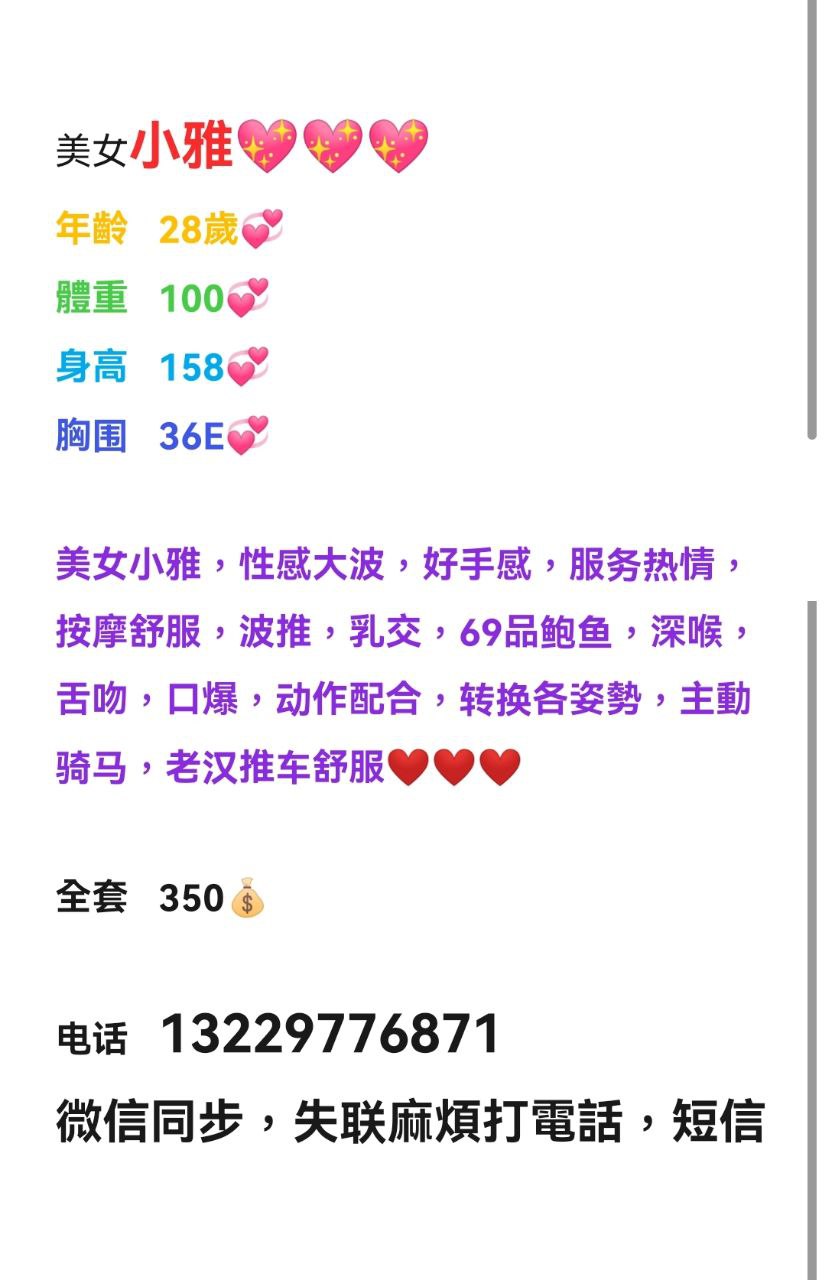 美女小雅💖💖💖
年齡 28歲💞
體重 100💞
身高 158💞
胸围 36E💞
美女小雅，性感大波，好手感，服务热情，
按摩舒服，波推，乳交，69品鲍鱼，深喉，
舌吻，口爆，动作配合，转换各姿勢，主動
骑马，老汉推车舒服❤️❤️❤️
全套 350💰
电话 13229776871
微信同步，失联麻煩打電話，短信